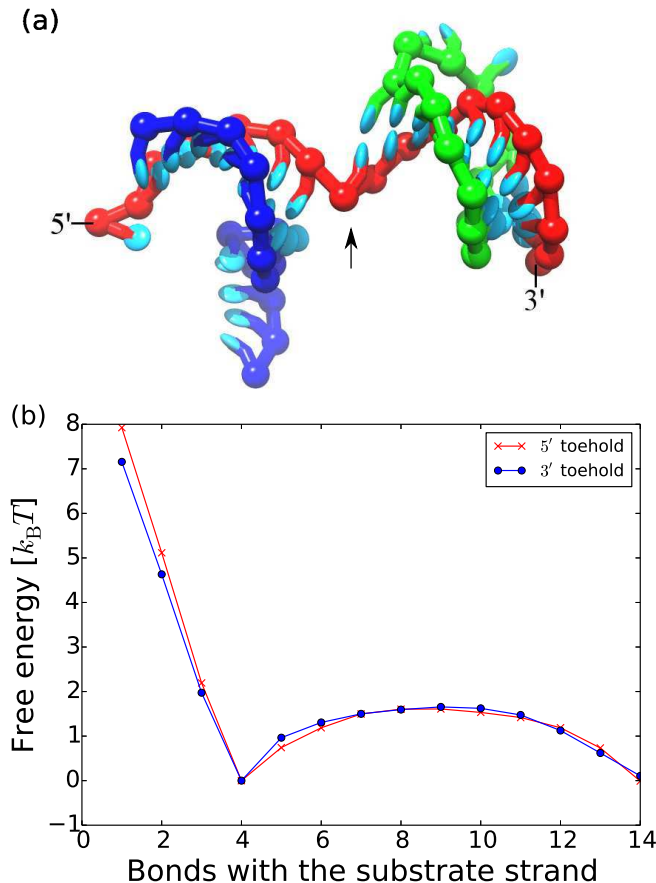 (a)
5'
3'
(b)
Free energy [k_B T]
8
7
6
5
4
3
2
1
0
−1
5′ toehold
3′ toehold
0 2 4 6 8 10 12 14
Bonds with the substrate strand